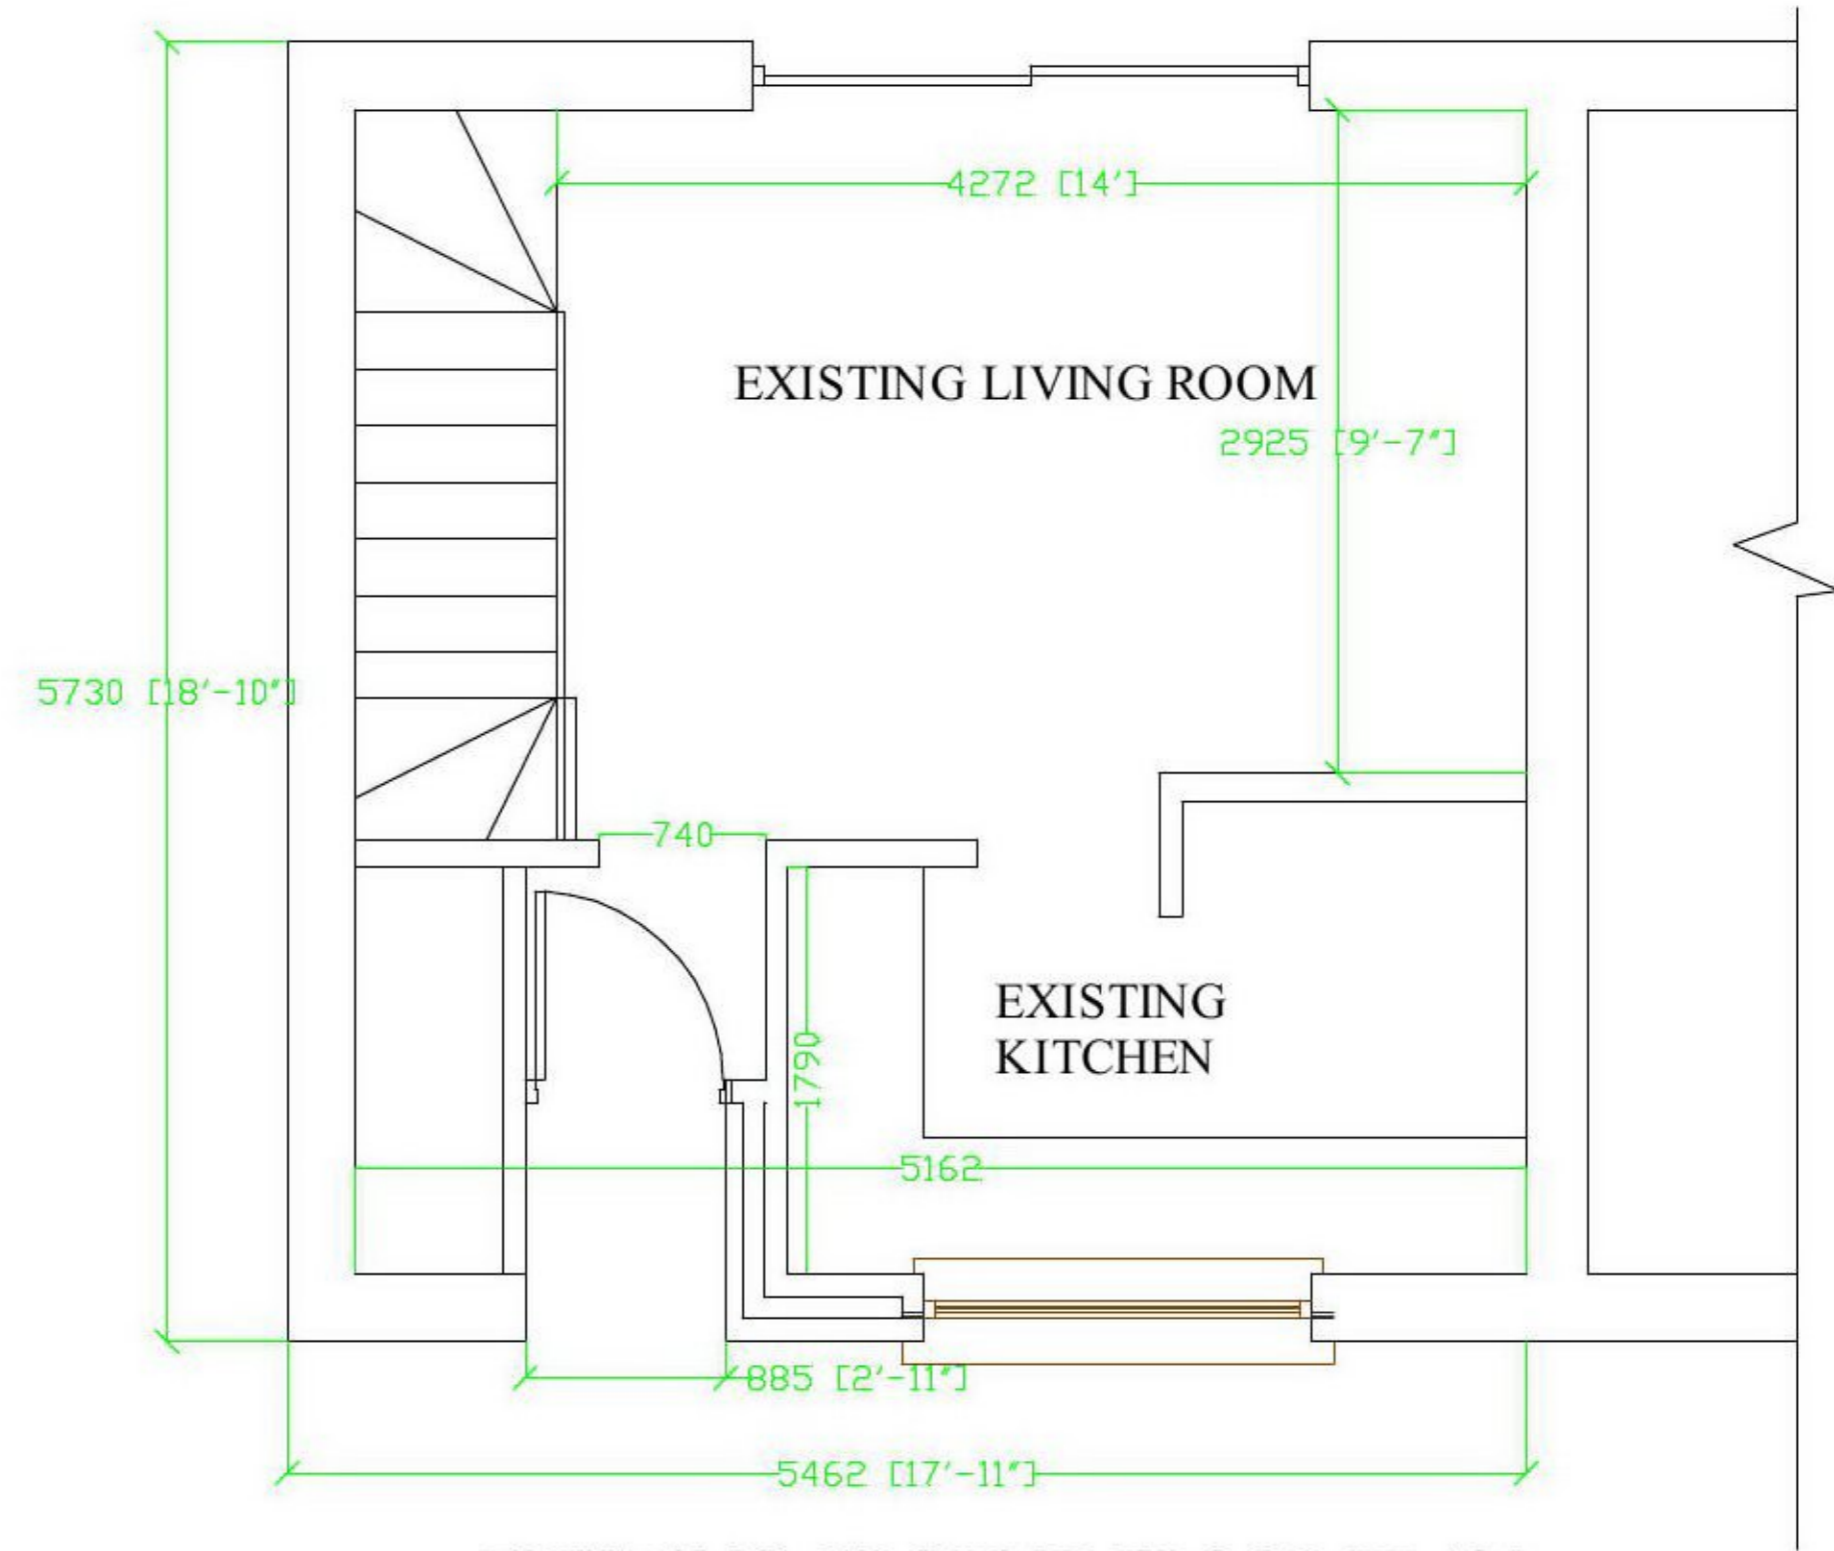 4272 [14']
EXISTING LIVING ROOM
2925 [9'-7"]
5730 [18'-10"]
740
EXISTING
KITCHEN
1790
5162
885 [2'-11"]
5462 [17'-11"]